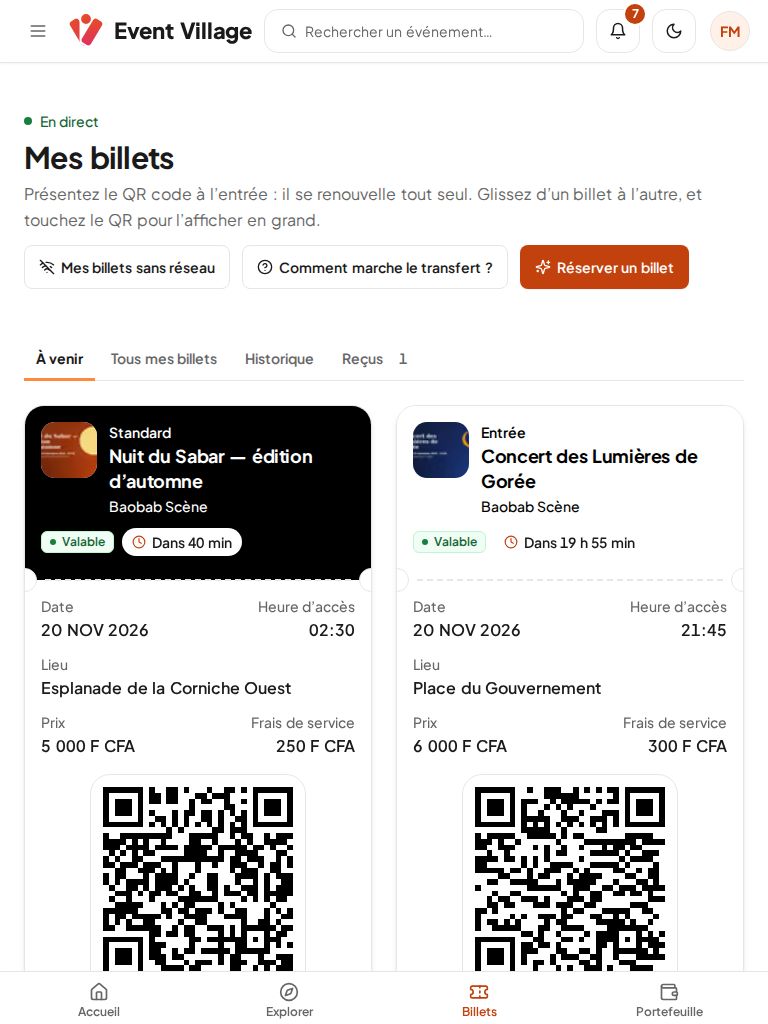 Event Village
Rechercher un événement…
7
FM
En direct
Mes billets
Présentez le QR code à l’entrée : il se renouvelle tout seul. Glissez d’un billet à l’autre, et
touchez le QR pour l’afficher en grand.
Mes billets sans réseau
Comment marche le transfert ?
Réserver un billet
À venir
Tous mes billets
Historique
Reçus 1
Standard
Nuit du Sabar — édition
d’automne
Baobab Scène
Valable
Dans 40 min
Date
Heure d’accès
20 NOV 2026
02:30
Lieu
Esplanade de la Corniche Ouest
Prix
Frais de service
5 000 F CFA
250 F CFA
Entrée
Concert des Lumières de
Gorée
Baobab Scène
Valable
Dans 19 h 55 min
Date
Heure d’accès
20 NOV 2026
21:45
Lieu
Place du Gouvernement
Prix
Frais de service
6 000 F CFA
300 F CFA
Accueil
Explorer
Billets
Portefeuille